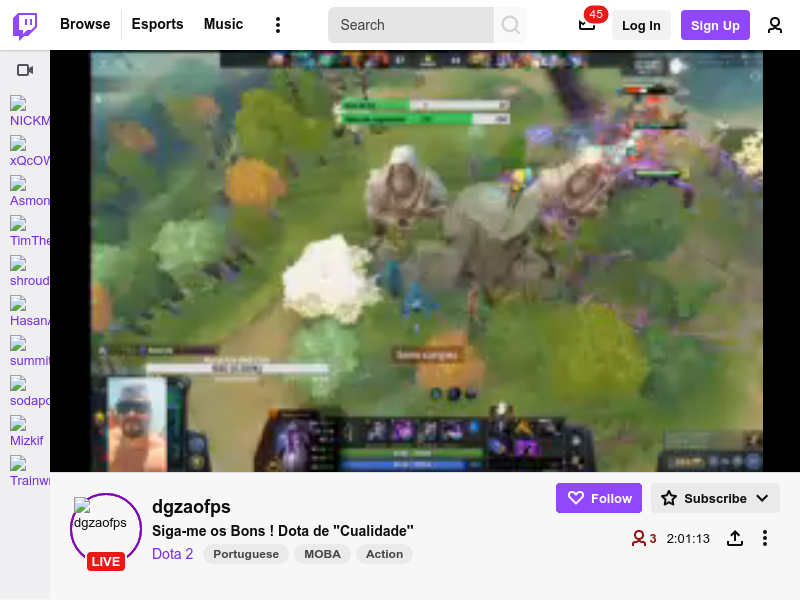 Browse
Esports
Music
Search
45
Log In
Sign Up
NICKM
xQcOW
Asmon
TimThe
shroud
HasanA
summit
sodapo
Mizkif
Trainwr
dgzaofps
LIVE
dgzaofps
Siga-me os Bons ! Dota de "Cualidade"
Dota 2
Portuguese
MOBA
Action
Follow
Subscribe
3
2:01:13